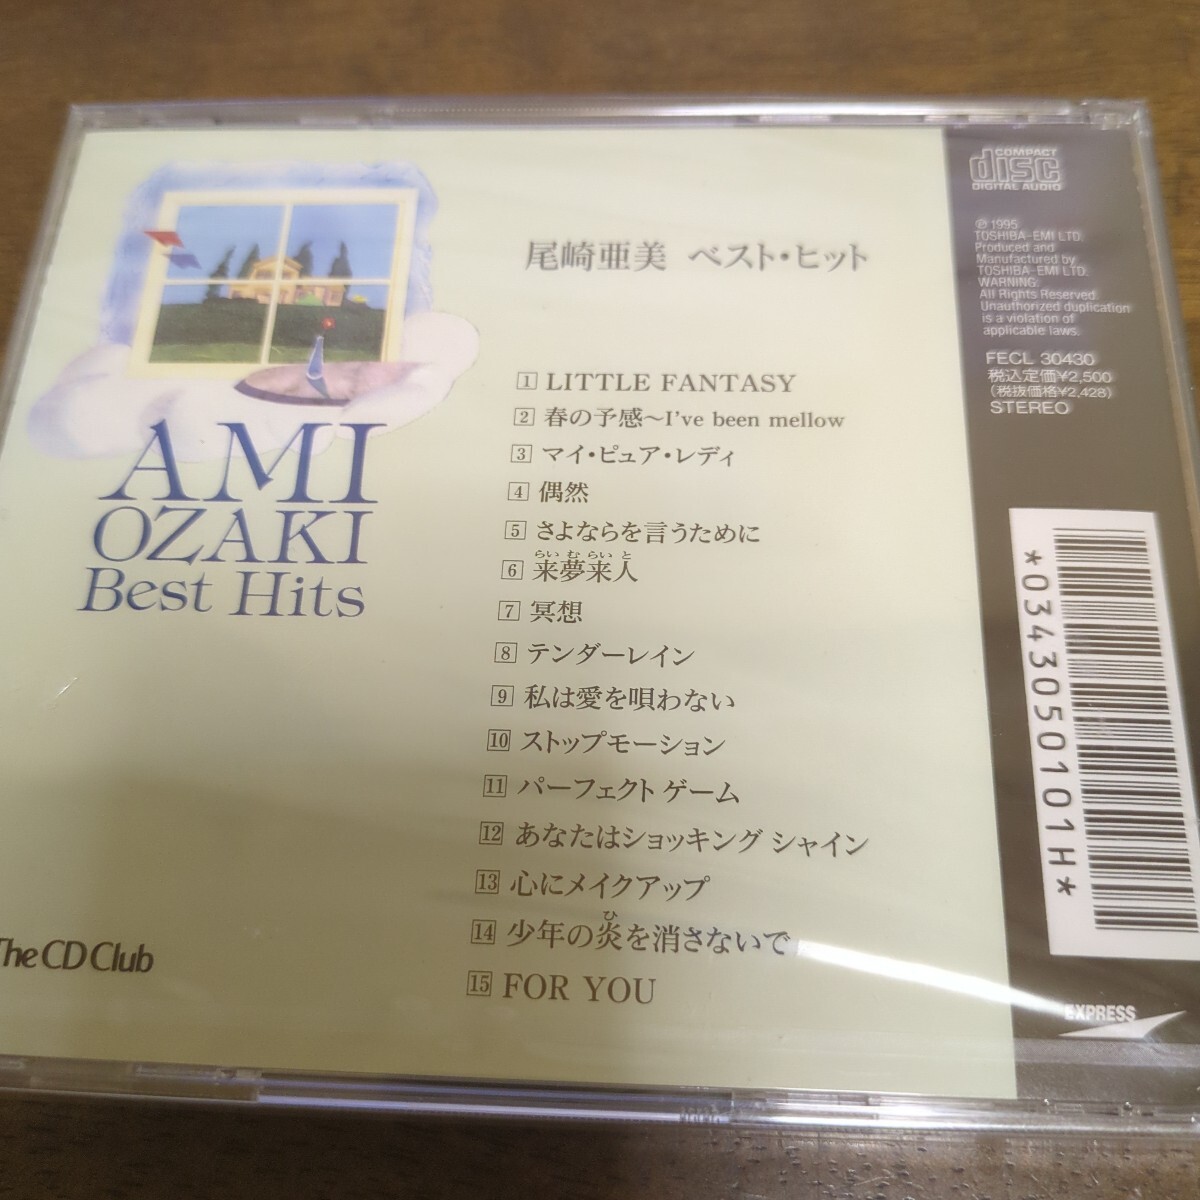 尾崎亜美 ベスト・ヒット
AMI
OZAKI
Best Hits
1 LITTLE FANTASY
2 春の予感～I've been mellow
3 マイ・ピュア・レディ
4 偶然
5 さよならを言うために
らい む らい と
6 来夢来人
7 冥想
8 テンダーレイン
9 私は愛を唄わない
10 ストップモーション
11 パーフェクト ゲーム
12 あなたはショッキング シャイン
13 心にメイクアップ
ひ
14 少年の炎を消さないで
15 FOR YOU
The CD Club
COMPACT
disc
DIGITAL AUDIO
℗ 1995
TOSHIBA-EMI LTD.
Produced and
Manufactured by
TOSHIBA-EMI LTD.
WARNING:
All Rights Reserved.
Unauthorized duplication
is a violation of
applicable laws.
FECL 30430
税込定価¥2,500
(税抜価格¥2,428)
STEREO
*0343050101H*
EXPRESS